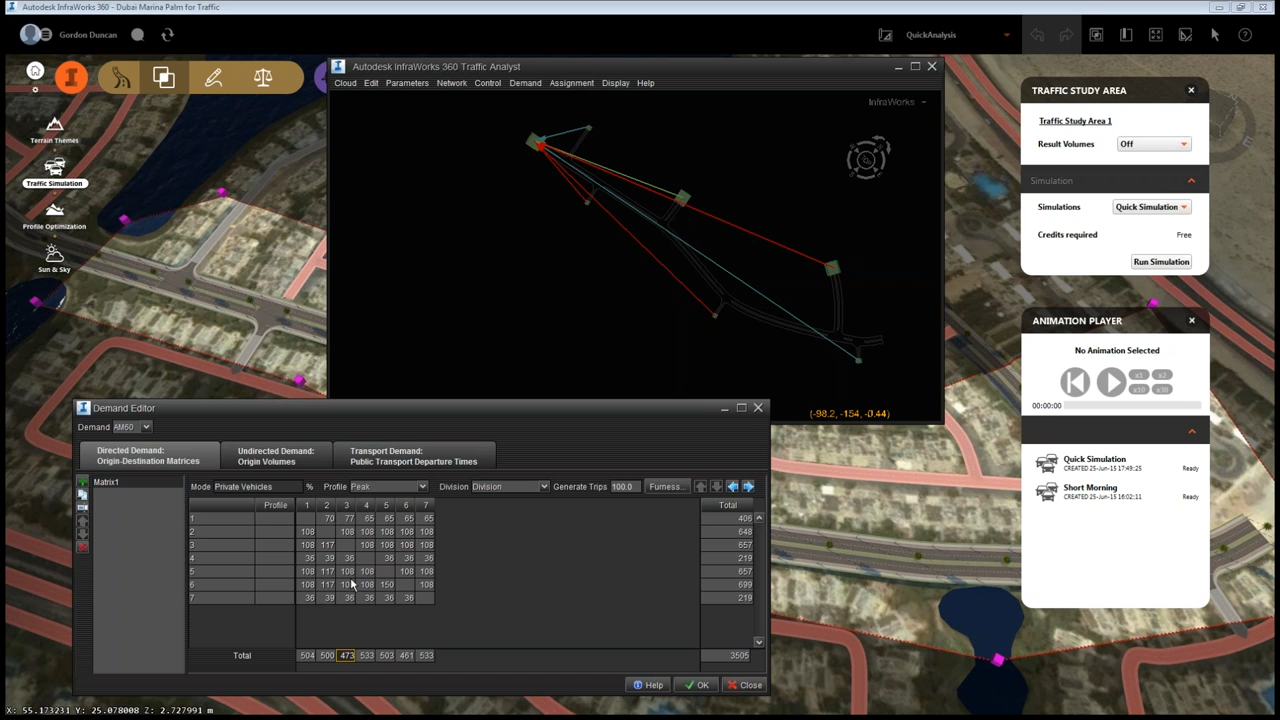 Autodesk InfraWorks 360 - Dubai Marina Palm for Traffic
Gordon Duncan
QuickAnalysis
Terrain Themes
Traffic Simulation
Profile Optimization
Sun & Sky
Autodesk InfraWorks 360 Traffic Analyst
Cloud Edit Parameters Network Control Demand Assignment Display Help
InfraWorks
(-98.2, -154, -0.44)
TRAFFIC STUDY AREA
Traffic Study Area 1
Result Volumes Off
Simulation
Simulations Quick Simulation
Credits required Free
Run Simulation
ANIMATION PLAYER
No Animation Selected
x1 x2
x10
00:00:00
Quick Simulation
CREATED 25-Jun-15 17:49:25 Ready
Short Morning
CREATED 25-Jun-15 16:02:11 Ready
Demand Editor
Demand AM60
Directed Demand:
Origin-Destination Matrices
Undirected Demand:
Origin Volumes
Transport Demand:
Public Transport Departure Times
Matrix1
Mode Private Vehicles % Profile Peak Division Division Generate Trips 100.0 Furness...
Profile 1 2 3 4 5 6 7 Total
1 70 77 65 65 65 65 406
2 108 108 108 108 108 108 648
3 108 117 108 108 108 108 657
4 36 39 36 36 36 36 219
5 108 117 108 108 108 108 657
6 108 117 108 150 108 699
7 36 39 36 36 36 36 219
Total 504 500 473 533 503 461 533 3505
Help OK Close
X: 55.173231 Y: 25.078008 Z: 2.727991 m